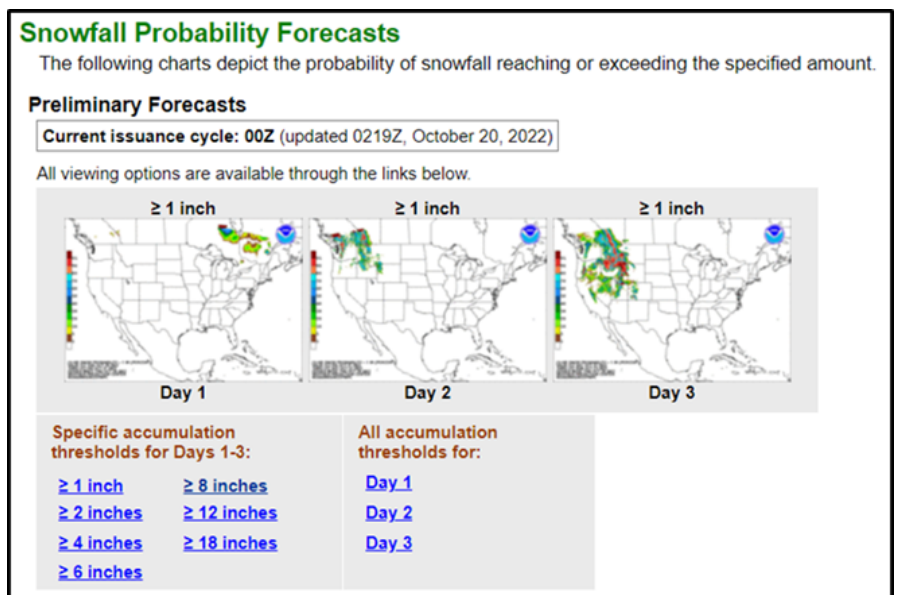 Snowfall Probability Forecasts
The following charts depict the probability of snowfall reaching or exceeding the specified amount.
Preliminary Forecasts
Current issuance cycle: 00Z (updated 0219Z, October 20, 2022)
All viewing options are available through the links below.
≥ 1 inch
≥ 1 inch
≥ 1 inch
Day 1
Day 2
Day 3
Specific accumulation
thresholds for Days 1-3:
≥ 1 inch
≥ 8 inches
≥ 2 inches
≥ 12 inches
≥ 4 inches
≥ 18 inches
≥ 6 inches
All accumulation
thresholds for:
Day 1
Day 2
Day 3